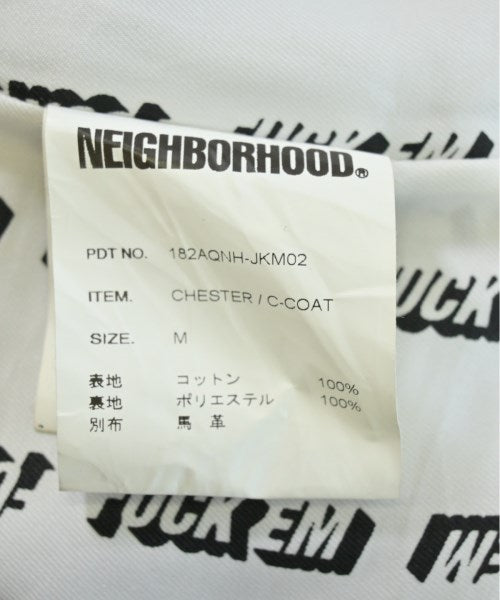 FUCK EM
NEIGHBORHOOD®
PDT NO. 182AQNH-JKM02
ITEM. CHESTER / C-COAT
SIZE. M
表地 コットン 100%
裏地 ポリエステル 100%
別布 馬 革
FUCK EM